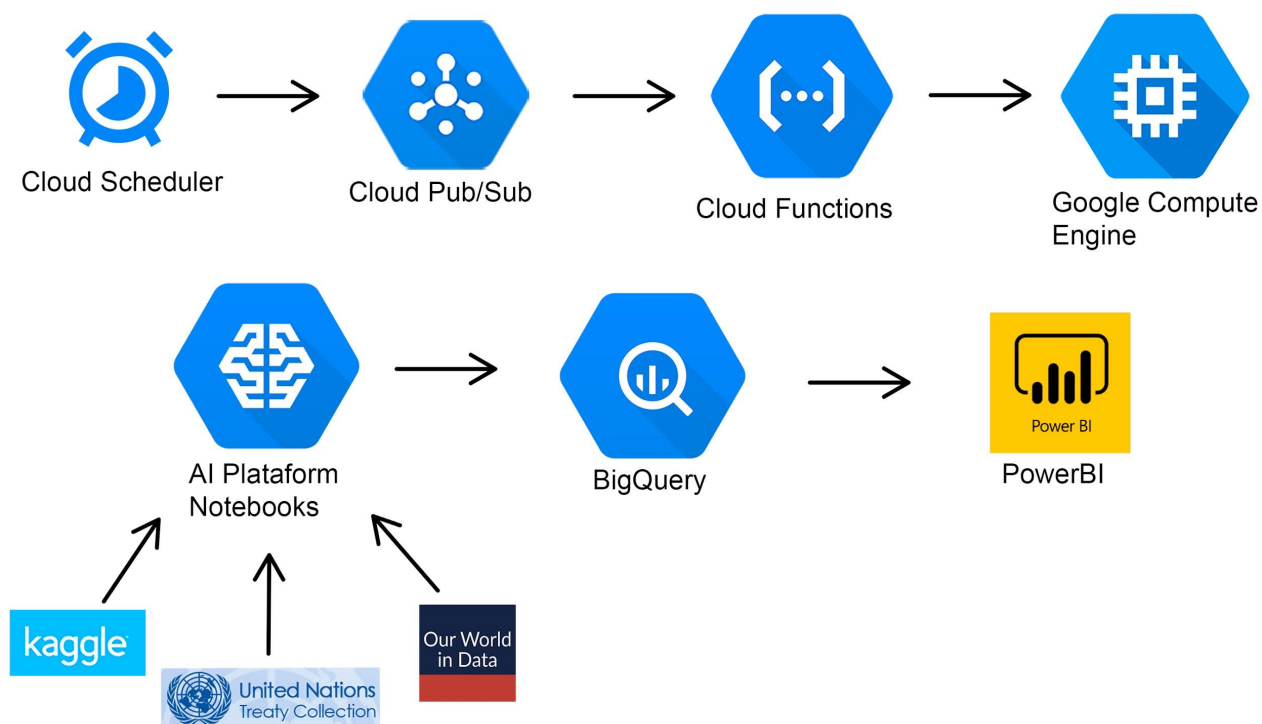 Cloud Scheduler
Cloud Pub/Sub
Cloud Functions
Google Compute
Engine
AI Plataform
Notebooks
BigQuery
Power BI
PowerBI
kaggle
United Nations
Treaty Collection
Our World
in Data